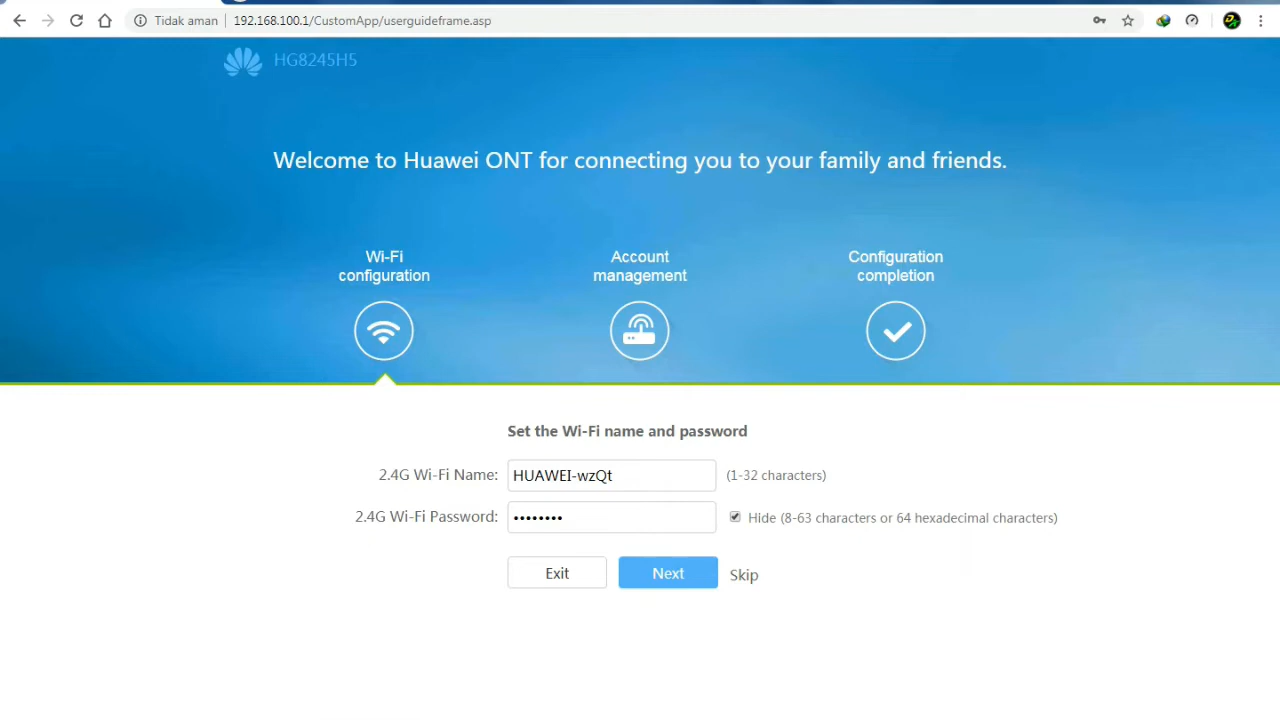 Tidak aman 192.168.100.1/CustomApp/userguideframe.asp
HG8245H5
Welcome to Huawei ONT for connecting you to your family and friends.
Wi-Fi
configuration
Account
management
Configuration
completion
Set the Wi-Fi name and password
2.4G Wi-Fi Name: HUAWEI-wzQt (1-32 characters)
2.4G Wi-Fi Password: •••••••• Hide (8-63 characters or 64 hexadecimal characters)
Exit Next Skip